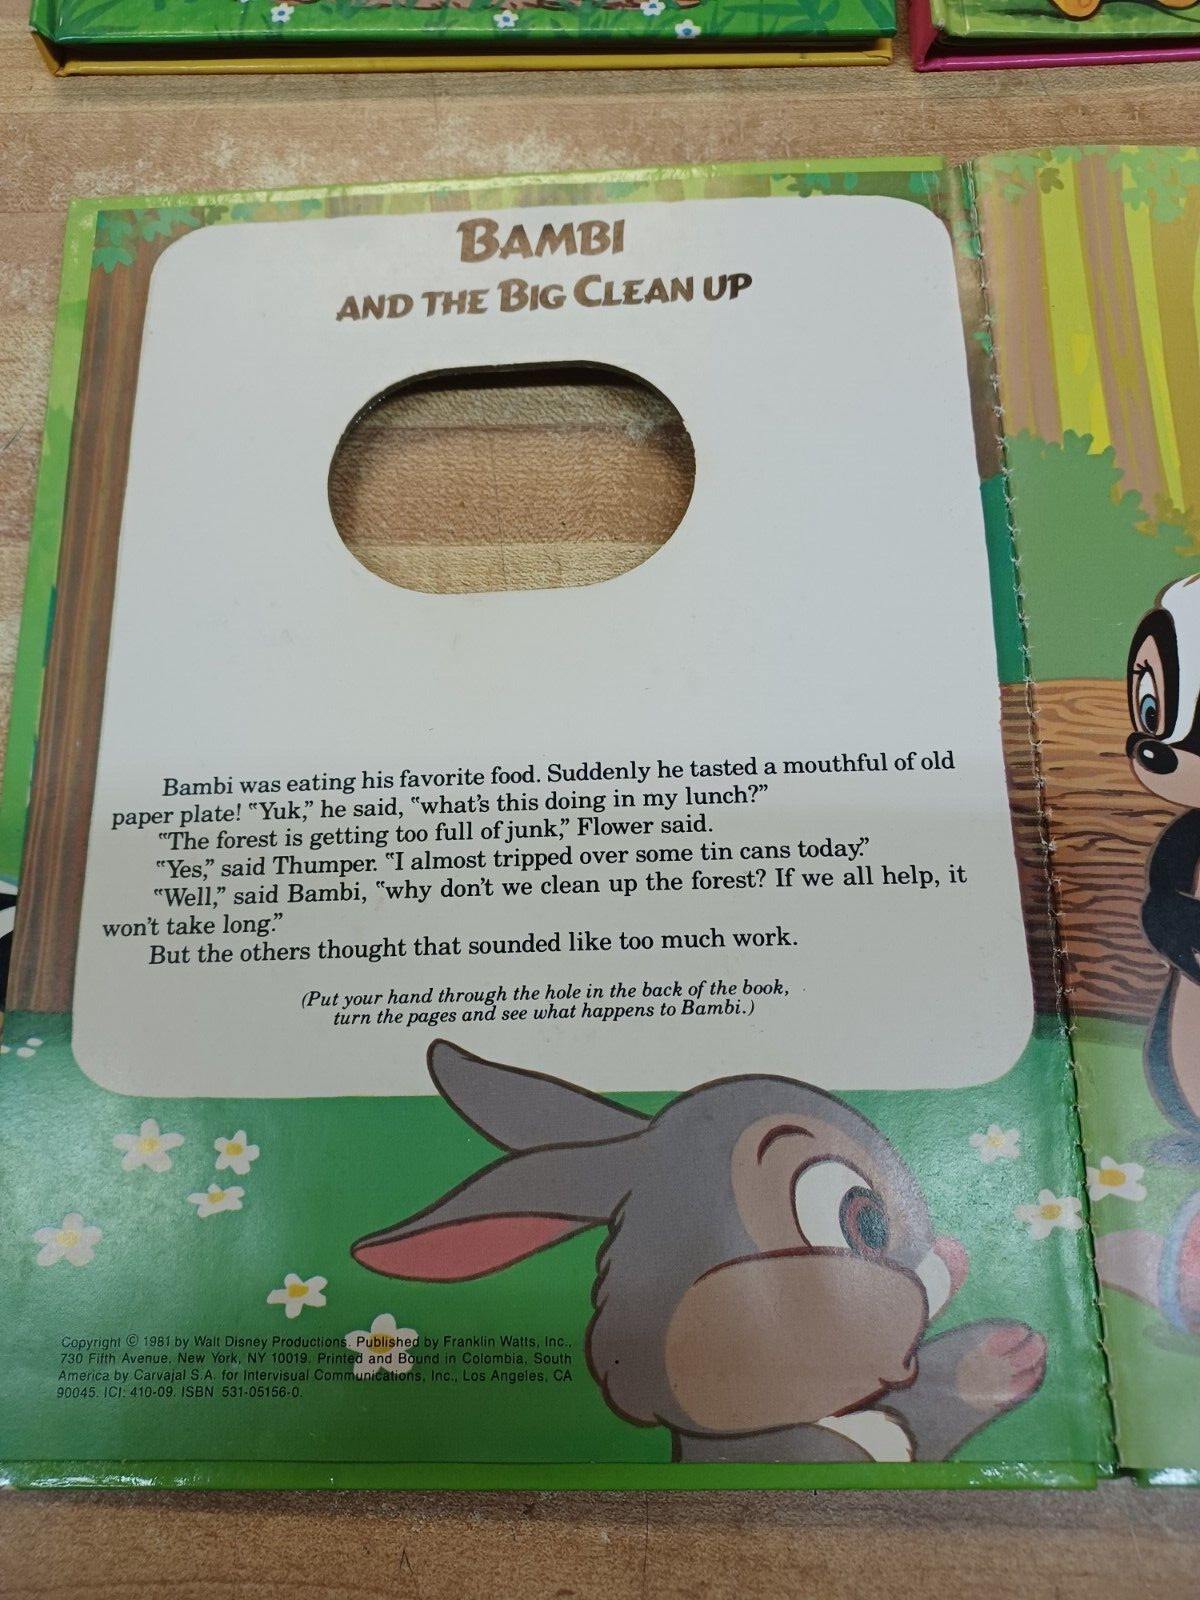 BAMBI
AND THE BIG CLEAN UP
Bambi was eating his favorite food. Suddenly he tasted a mouthful of old
paper plate! “Yuk,” he said, “what’s this doing in my lunch?”
“The forest is getting too full of junk,” Flower said.
“Yes,” said Thumper. “I almost tripped over some tin cans today.”
“Well,” said Bambi, “why don’t we clean up the forest? If we all help, it
won’t take long.”
But the others thought that sounded like too much work.
(Put your hand through the hole in the back of the book,
turn the pages and see what happens to Bambi.)
Copyright © 1981 by Walt Disney Productions. Published by Franklin Watts, Inc.,
730 Fifth Avenue, New York, NY 10019. Printed and Bound in Colombia, South
America by Carvajal S.A. for Intervisual Communications, Inc., Los Angeles, CA
90045. ICI: 410-09. ISBN 531-05156-0.